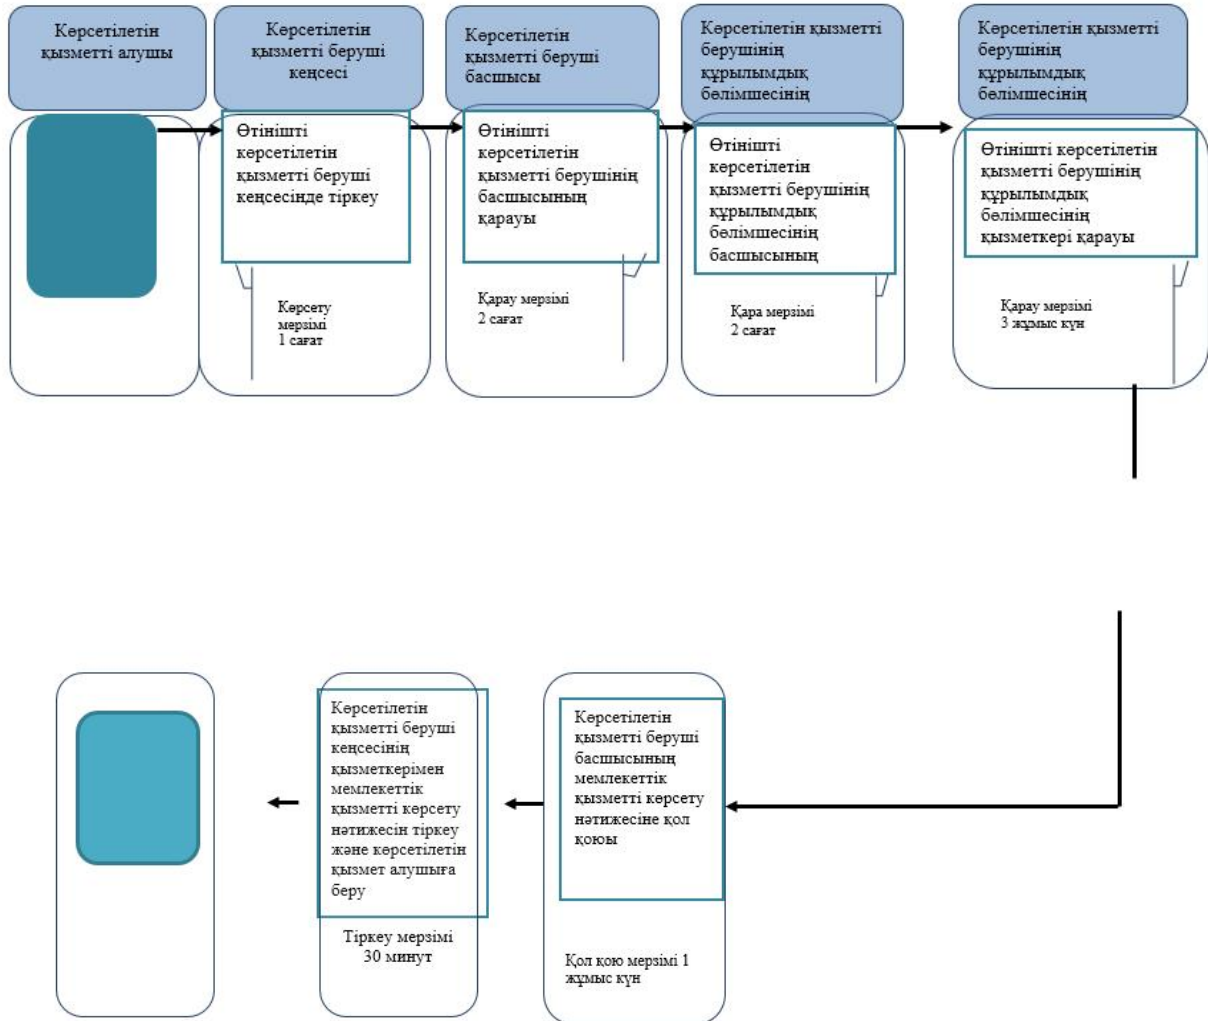 Көрсетілетін
қызметті алушы
Көрсетілетін
қызметті беруші
кеңсесі
Көрсетілетін
қызметті беруші
басшысы
Көрсетілетін қызметті
берушінің
құрылымдық
бөлімшесінің
Көрсетілетін қызметті
берушінің
құрылымдық
бөлімшесінің
Өтінішті
көрсетілетін
қызметті беруші
кеңсесінде тіркеу
Өтінішті
көрсетілетін
қызметті берушінің
басшысының
қарауы
Өтінішті
көрсетілетін
қызметті берушінің
құрылымдық
бөлімшесінің
басшысының
Өтінішті көрсетілетін
қызметті берушінің
құрылымдық
бөлімшесінің
қызметкері қарауы
Көрсету
мерзімі
1 сағат
Қарау мерзімі
2 сағат
Қара мерзімі
2 сағат
Қарау мерзімі
3 жұмыс күн
Көрсетілетін
қызметті беруші
кеңсесінің
қызметкерімен
мемлекеттік
қызметті көрсету
нәтижесін тіркеу
және көрсетілетін
қызмет алушыға
беру
Тіркеу мерзімі
30 минут
Көрсетілетін
қызметті беруші
басшысының
мемлекеттік
қызметті көрсету
нәтижесіне қол
қоюы
Қол қою мерзімі 1
жұмыс күн